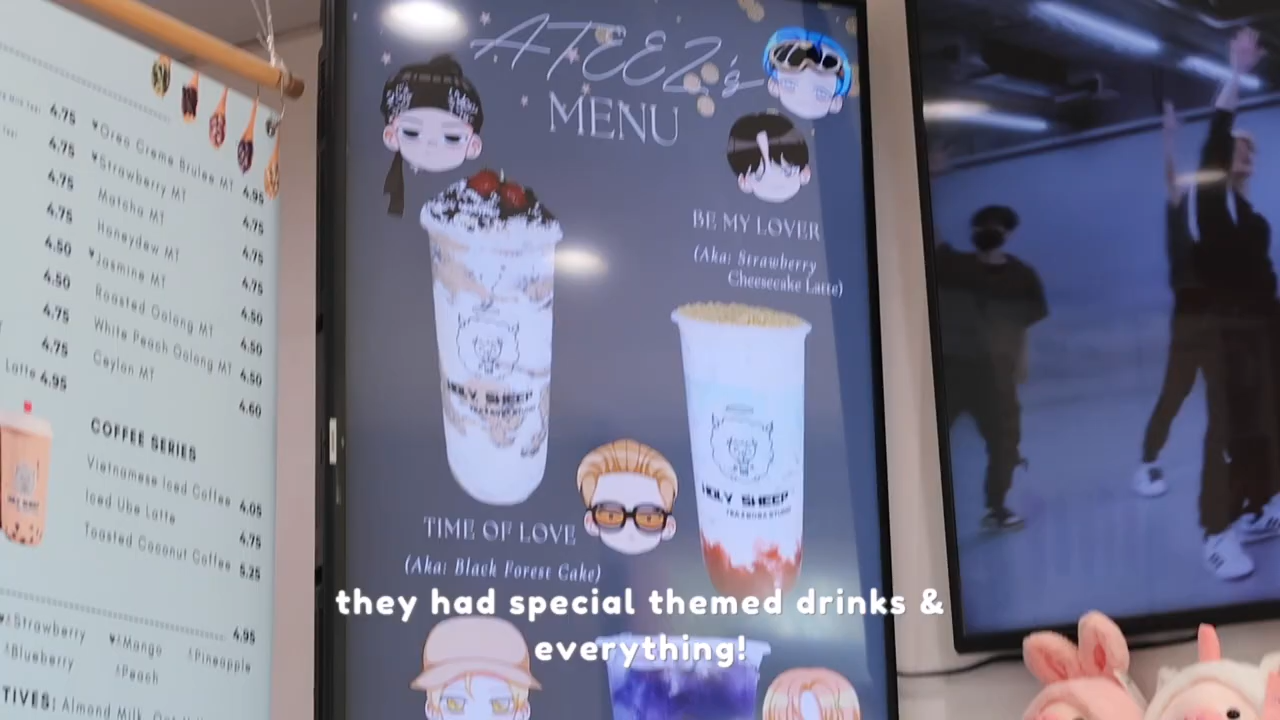 4.75
4.75
4.75
4.75
4.50
4.50
4.75
4.75
Latte 4.95
♥Oreo Creme Brulee MT 4.95
♥Strawberry MT 4.75
Matcha MT 4.75
Honeydew MT 4.75
♥Jasmine MT 4.50
Roasted Oolong MT 4.50
White Peach Oolong MT 4.50
Ceylon MT 4.60
COFFEE SERIES
Vietnamese Iced Coffee 4.05
Iced Ube Latte 4.75
Toasted Coconut Coffee 5.25
4.95
Strawberry Mango Pineapple
Blueberry Peach
TIVES: Almond Milk,
ATEEZ's
MENU
BE MY LOVER
(Aka: Strawberry
Cheesecake Latte)
HOLY SHEEP
HOLY SHEEP
TEA & BOBA STUDIO
TIME OF LOVE
(Aka: Black Forest Cake)
they had special themed drinks &
everything!